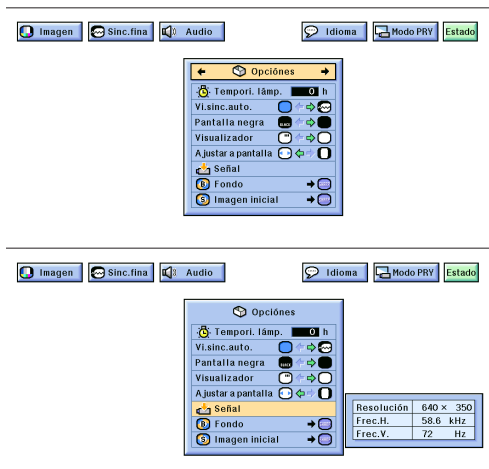 Imagen Sinc.fina Audio Idioma Modo PRY Estado
Opciónes
Tempori. lámp. 0 h
Vi.sinc.auto.
Pantalla negra BLACK
Visualizador
Ajustar a pantalla
Señal
Fondo
Imagen inicial
Imagen Sinc.fina Audio Idioma Modo PRY Estado
Opciónes
Tempori. lámp. 0 h
Vi.sinc.auto.
Pantalla negra BLACK
Visualizador
Ajustar a pantalla
Señal
Fondo
Imagen inicial
Resolución 640 × 350
Frec.H. 58.6 kHz
Frec.V. 72 Hz